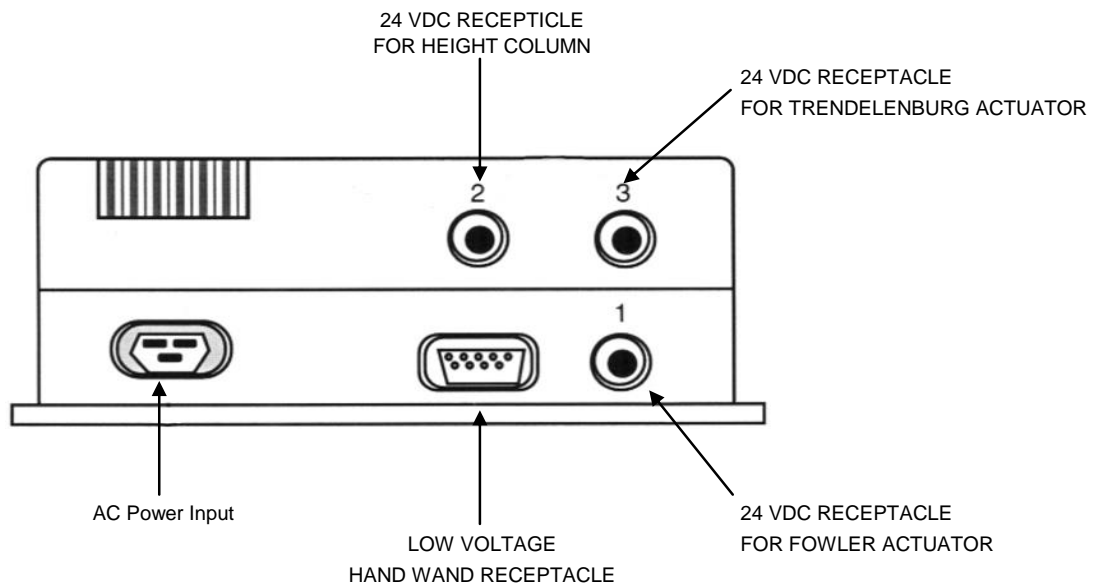 24 VDC RECEPTICLE
FOR HEIGHT COLUMN
24 VDC RECEPTACLE
FOR TRENDELENBURG ACTUATOR
2
3
1
AC Power Input
LOW VOLTAGE
HAND WAND RECEPTACLE
24 VDC RECEPTACLE
FOR FOWLER ACTUATOR